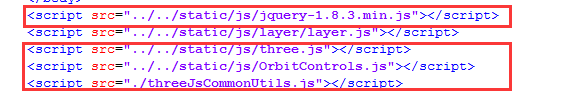 <script src="../../static/js/jquery-1.8.3.min.js"></script>
<script src="../../static/js/layer/layer.js"></script>
<script src="../../static/js/three.js"></script>
<script src="../../static/js/OrbitControls.js"></script>
<script src="./threeJsCommonUtils.js"></script>